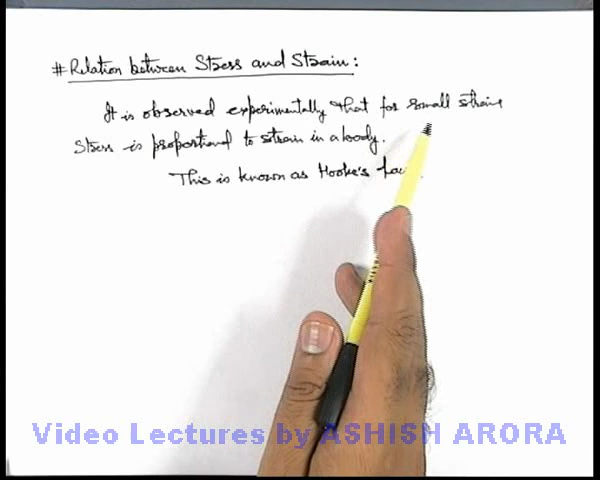 # Relation between Stress and Strain :
It is observed experimentally that for small strains
Stress is proportional to strain in a body.
This is known as Hooke's
Video Lectures by ASHISH ARORA